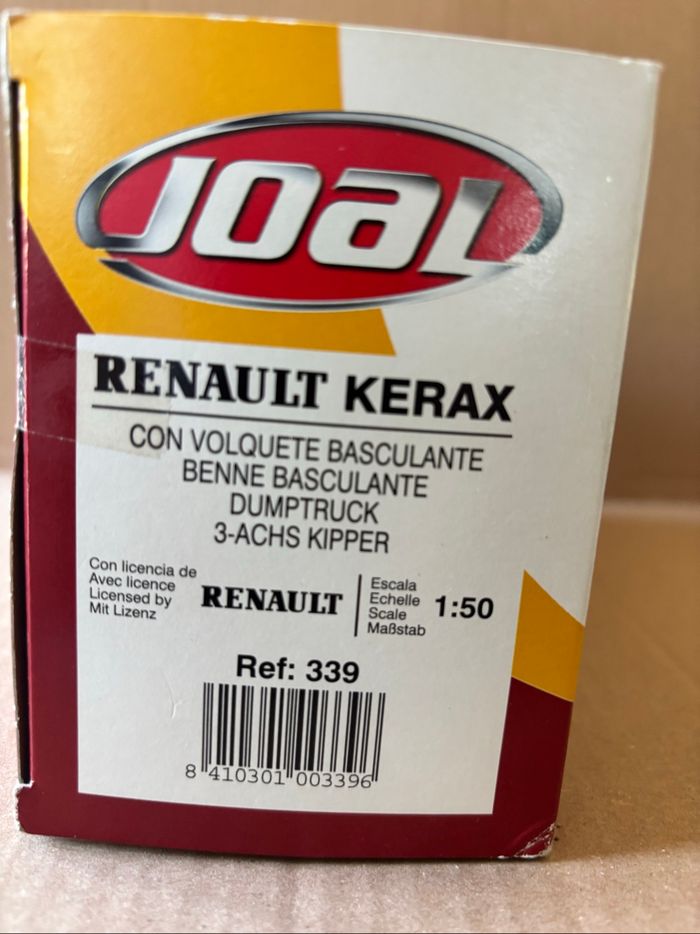 JOAL
RENAULT KERAX
CON VOLQUETE BASCULANTE
BENNE BASCULANTE
DUMPTRUCK
3-ACHS KIPPER
Con licencia de
Avec licence
Licensed by
Mit Lizenz
RENAULT
Escala
Echelle
Scale
Maßstab
1:50
Ref: 339
8 410301 003396